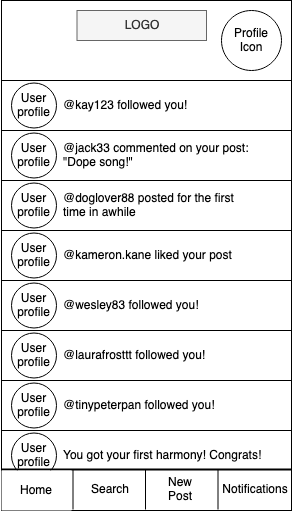 LOGO
Profile
Icon
User
profile
@kay123 followed you!
User
profile
@jack33 commented on your post:
"Dope song!"
User
profile
@doglover88 posted for the first
time in awhile
User
profile
@kameron.kane liked your post
User
profile
@wesley83 followed you!
User
profile
@laurafrosttt followed you!
User
profile
@tinypeterpan followed you!
User
profile
You got your first harmony! Congrats!
Home
Search
New
Post
Notifications